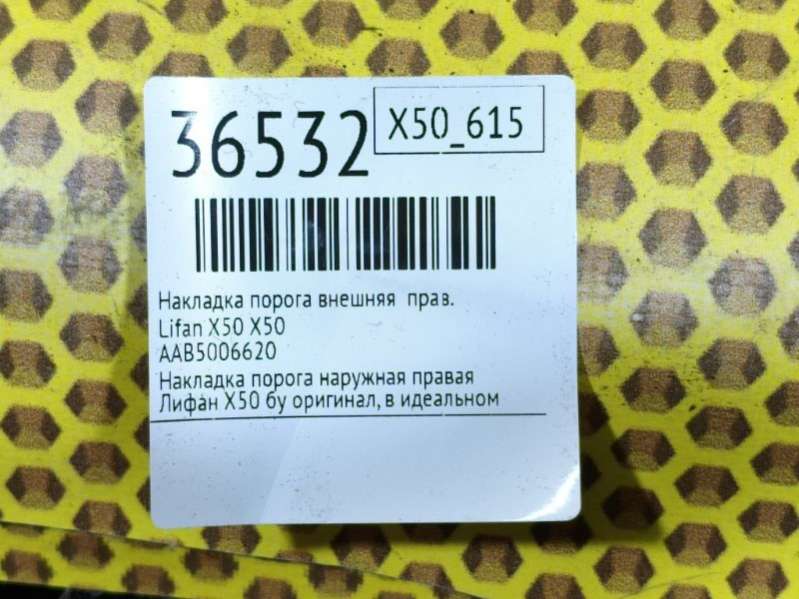 36532
X50_615
Накладка порога внешняя прав.
Lifan X50 X50
AAB5006620
Накладка порога наружная правая
Лифан Х50 бу оригинал, в идеальном